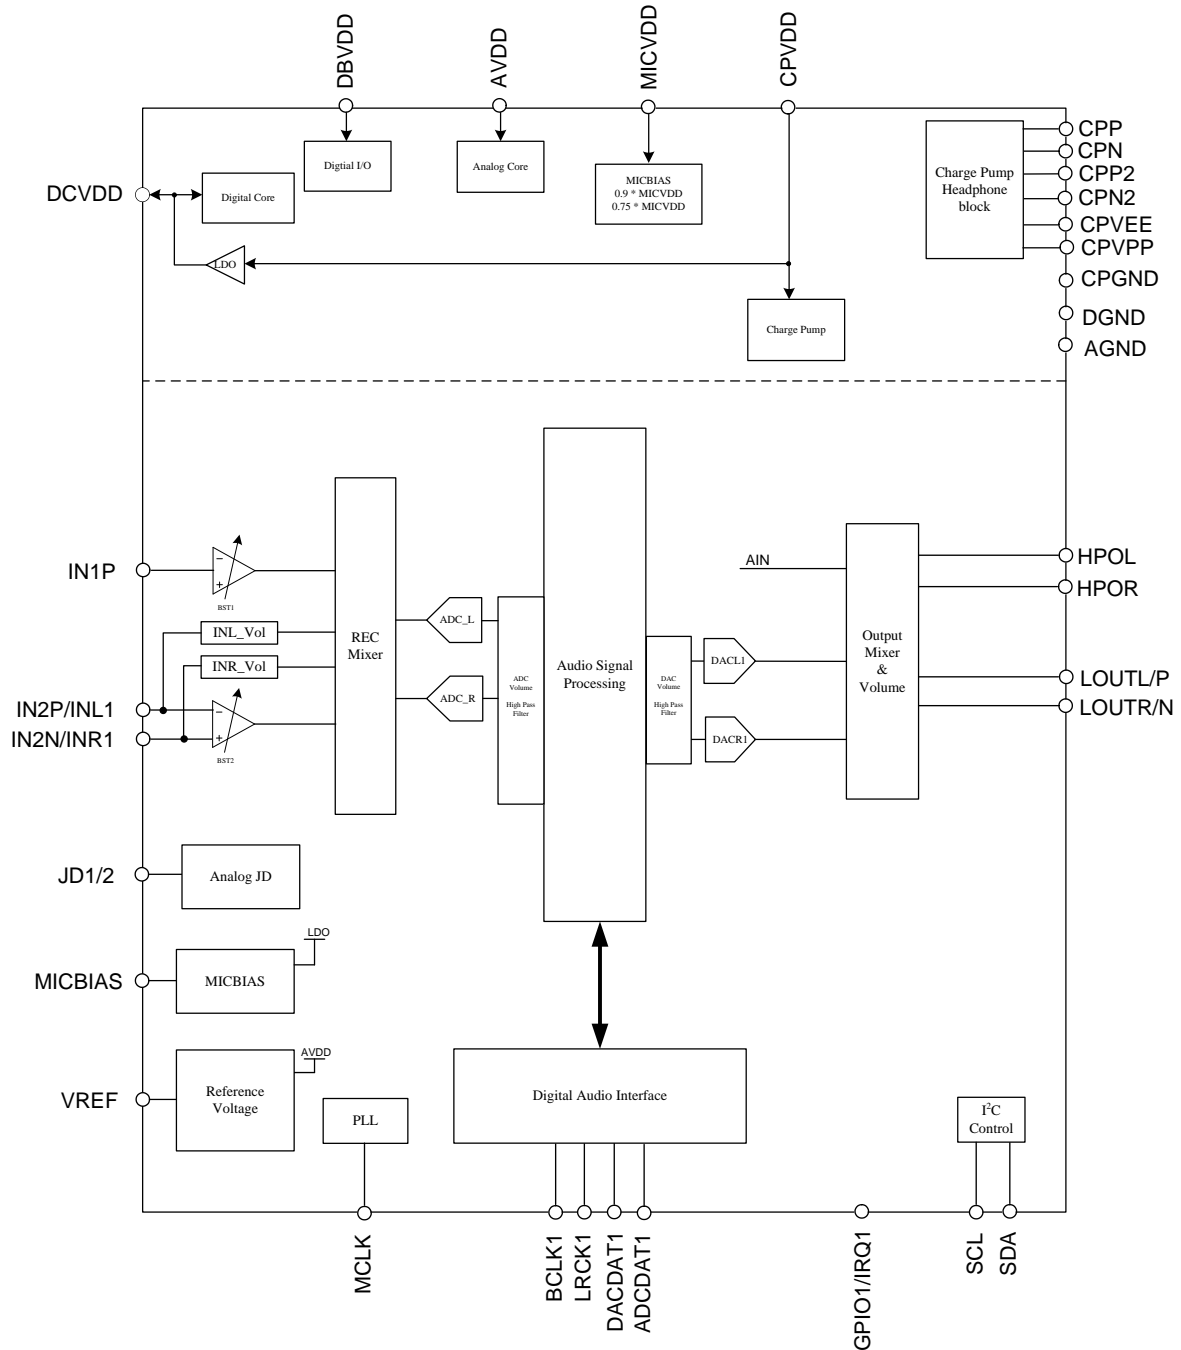 DBVDD
AVDD
MICVDD
CPVDD
DCVDD
Digital Core
Digtial I/O
Analog Core
MICBIAS
0.9 * MICVDD
0.75 * MICVDD
LDO
Charge Pump
Charge Pump
Headphone
block
CPP
CPN
CPP2
CPN2
CPVEE
CPVPP
CPGND
DGND
AGND
IN1P
−
+
BST1
INL_Vol
INR_Vol
IN2P/INL1
IN2N/INR1
−
+
BST2
REC
Mixer
ADC_L
ADC_R
ADC
Volume
High Pass
Filter
Audio Signal
Processing
DAC
Volume
High Pass
Filter
DACL1
DACR1
AIN
Output
Mixer
&
Volume
HPOL
HPOR
LOUTL/P
LOUTR/N
JD1/2
Analog JD
LDO
MICBIAS
MICBIAS
AVDD
VREF
Reference
Voltage
PLL
Digital Audio Interface
I²C
Control
MCLK
BCLK1
LRCK1
DACDAT1
ADCDAT1
GPIO1/IRQ1
SCL
SDA